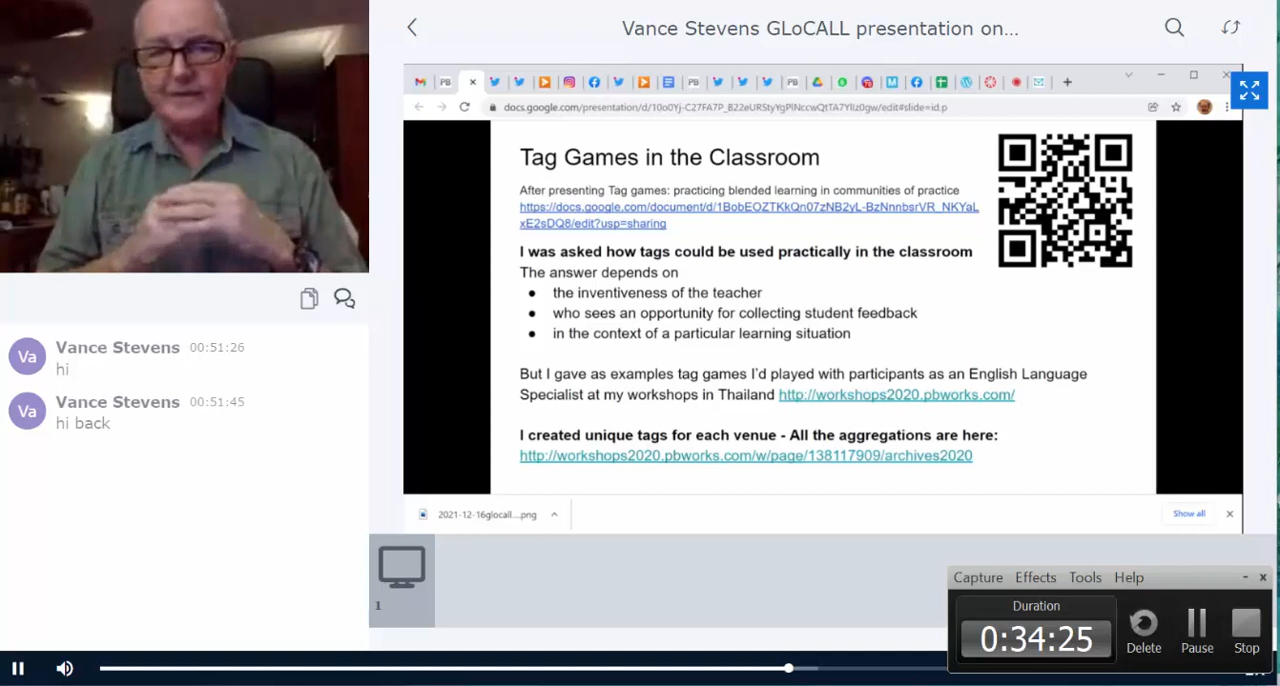 Vance Stevens GLoCALL presentation on...
PB
PB
PB
docs.google.com/presentation/d/10o0Yj-C27FA7P_B22eURStyYgPlNccwQtTA7Yllz0gw/edit#slide=id.p
Tag Games in the Classroom
After presenting Tag games: practicing blended learning in communities of practice
https://docs.google.com/document/d/1BobEOZTKkQn07zNB2yL-BzNnnbsrVR_NKYaL
xE2sDQ8/edit?usp=sharing
I was asked how tags could be used practically in the classroom
The answer depends on
● the inventiveness of the teacher
● who sees an opportunity for collecting student feedback
● in the context of a particular learning situation
But I gave as examples tag games I'd played with participants as an English Language
Specialist at my workshops in Thailand http://workshops2020.pbworks.com/
I created unique tags for each venue - All the aggregations are here:
http://workshops2020.pbworks.com/w/page/138117909/archives2020
2021-12-16glocall....png
Show all
Va
Vance Stevens 00:51:26
hi
Va
Vance Stevens 00:51:45
hi back
1
Capture Effects Tools Help
Duration
0:34:25
Delete Pause Stop